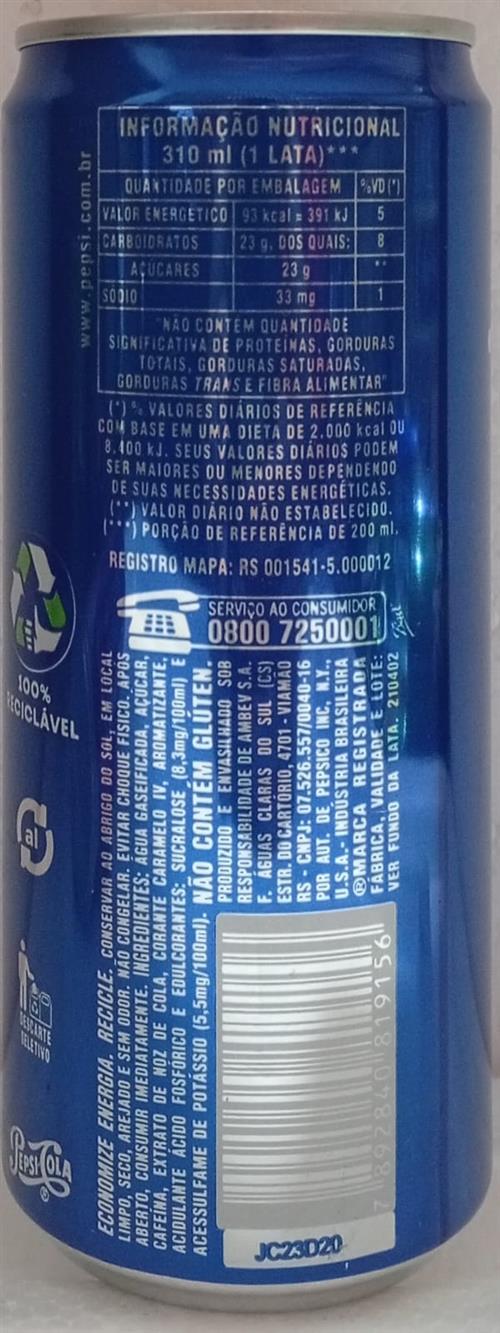 INFORMAÇÃO NUTRICIONAL
310 ml (1 LATA)***
QUANTIDADE POR EMBALAGEM %VD(*)
VALOR ENERGÉTICO 93 kcal = 391 kJ 5
CARBOIDRATOS 23 g, DOS QUAIS: 8
AÇÚCARES 23 g **
SÓDIO 33 mg 1
"NÃO CONTÉM QUANTIDADE
SIGNIFICATIVA DE PROTEÍNAS, GORDURAS
TOTAIS, GORDURAS SATURADAS,
GORDURAS TRANS E FIBRA ALIMENTAR"
(*) % VALORES DIÁRIOS DE REFERÊNCIA
COM BASE EM UMA DIETA DE 2.000 kcal OU
8.400 kJ. SEUS VALORES DIÁRIOS PODEM
SER MAIORES OU MENORES DEPENDENDO
DE SUAS NECESSIDADES ENERGÉTICAS.
(**) VALOR DIÁRIO NÃO ESTABELECIDO.
(***) PORÇÃO DE REFERÊNCIA DE 200 ml.
REGISTRO MAPA: RS 001541-5.000012
www.pepsi.com.br
SERVIÇO AO CONSUMIDOR
0800 7250001
100%
RECICLÁVEL
al
DESCARTE
SELETIVO
PEPSI-COLA
®
ECONOMIZE ENERGIA. RECICLE. CONSERVAR AO ABRIGO DO SOL, EM LOCAL
LIMPO, SECO, AREJADO E SEM ODOR. NÃO CONGELAR. EVITAR CHOQUE FÍSICO. APÓS
ABERTO, CONSUMIR IMEDIATAMENTE. INGREDIENTES: ÁGUA GASEIFICADA, AÇÚCAR,
CAFEÍNA, EXTRATO DE NOZ DE COLA, CORANTE CARAMELO IV, AROMATIZANTE,
ACIDULANTE ÁCIDO FOSFÓRICO E EDULCORANTES: SUCRALOSE (8,3mg/100ml) E
ACESSULFAME DE POTÁSSIO (5,5mg/100ml). NÃO CONTÉM GLÚTEN.
PRODUZIDO E ENVASILHADO SOB
RESPONSABILIDADE DE AMBEV S.A.
F. ÁGUAS CLARAS DO SUL (CS)
ESTR. DO CARTÓRIO, 4701 - VIAMÃO
RS - CNPJ: 07.526.557/0040-16
POR AUT. DE PEPSICO INC, N.Y.,
U.S.A.- INDÚSTRIA BRASILEIRA
®MARCA REGISTRADA
FÁBRICA, VALIDADE E LOTE:
VER FUNDO DA LATA. 210402
7892840819156
JC23D20